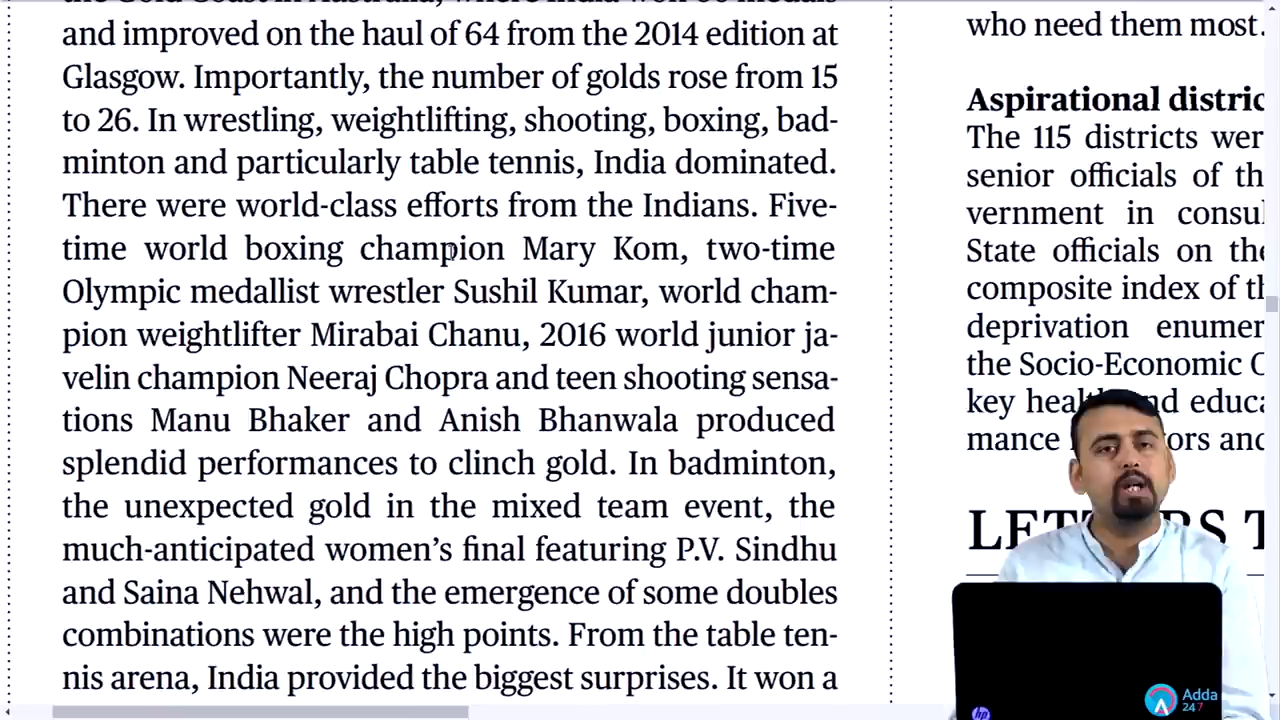 and improved on the haul of 64 from the 2014 edition at
Glasgow. Importantly, the number of golds rose from 15
to 26. In wrestling, weightlifting, shooting, boxing, bad-
minton and particularly table tennis, India dominated.
There were world-class efforts from the Indians. Five-
time world boxing champion Mary Kom, two-time
Olympic medallist wrestler Sushil Kumar, world cham-
pion weightlifter Mirabai Chanu, 2016 world junior ja-
velin champion Neeraj Chopra and teen shooting sensa-
tions Manu Bhaker and Anish Bhanwala produced
splendid performances to clinch gold. In badminton,
the unexpected gold in the mixed team event, the
much-anticipated women's final featuring P.V. Sindhu
and Saina Nehwal, and the emergence of some doubles
combinations were the high points. From the table ten-
nis arena, India provided the biggest surprises. It won a
who need them most.
Aspirational distric
The 115 districts wer
senior officials of th
vernment in consul
State officials on the
composite index of th
deprivation enumer
the Socio-Economic C
key health and educa
mance ors and
LETTERS T
hp
Adda
247